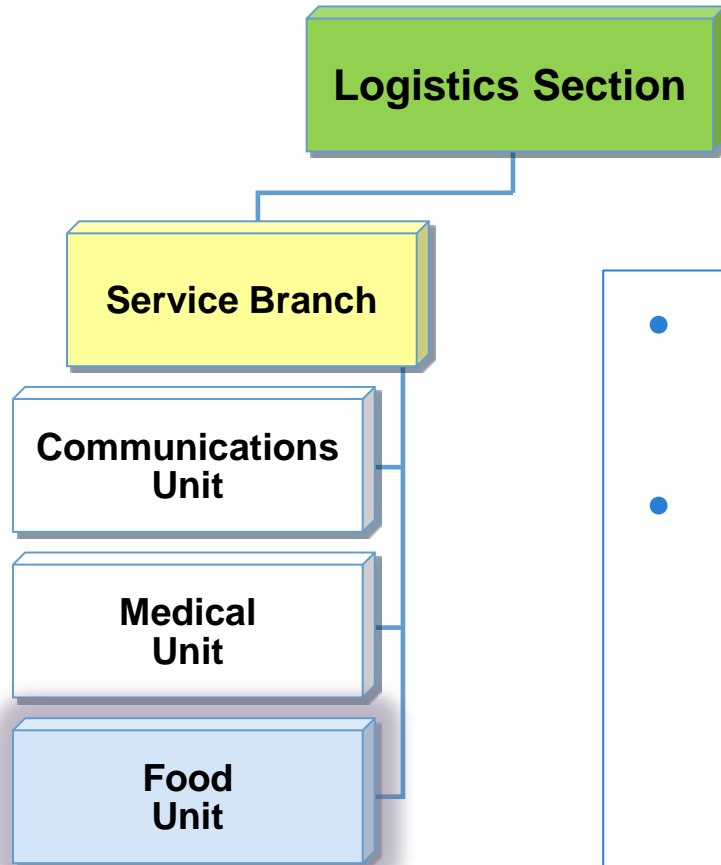 Logistics Section
Service Branch
Communications
Unit
Medical
Unit
Food
Unit